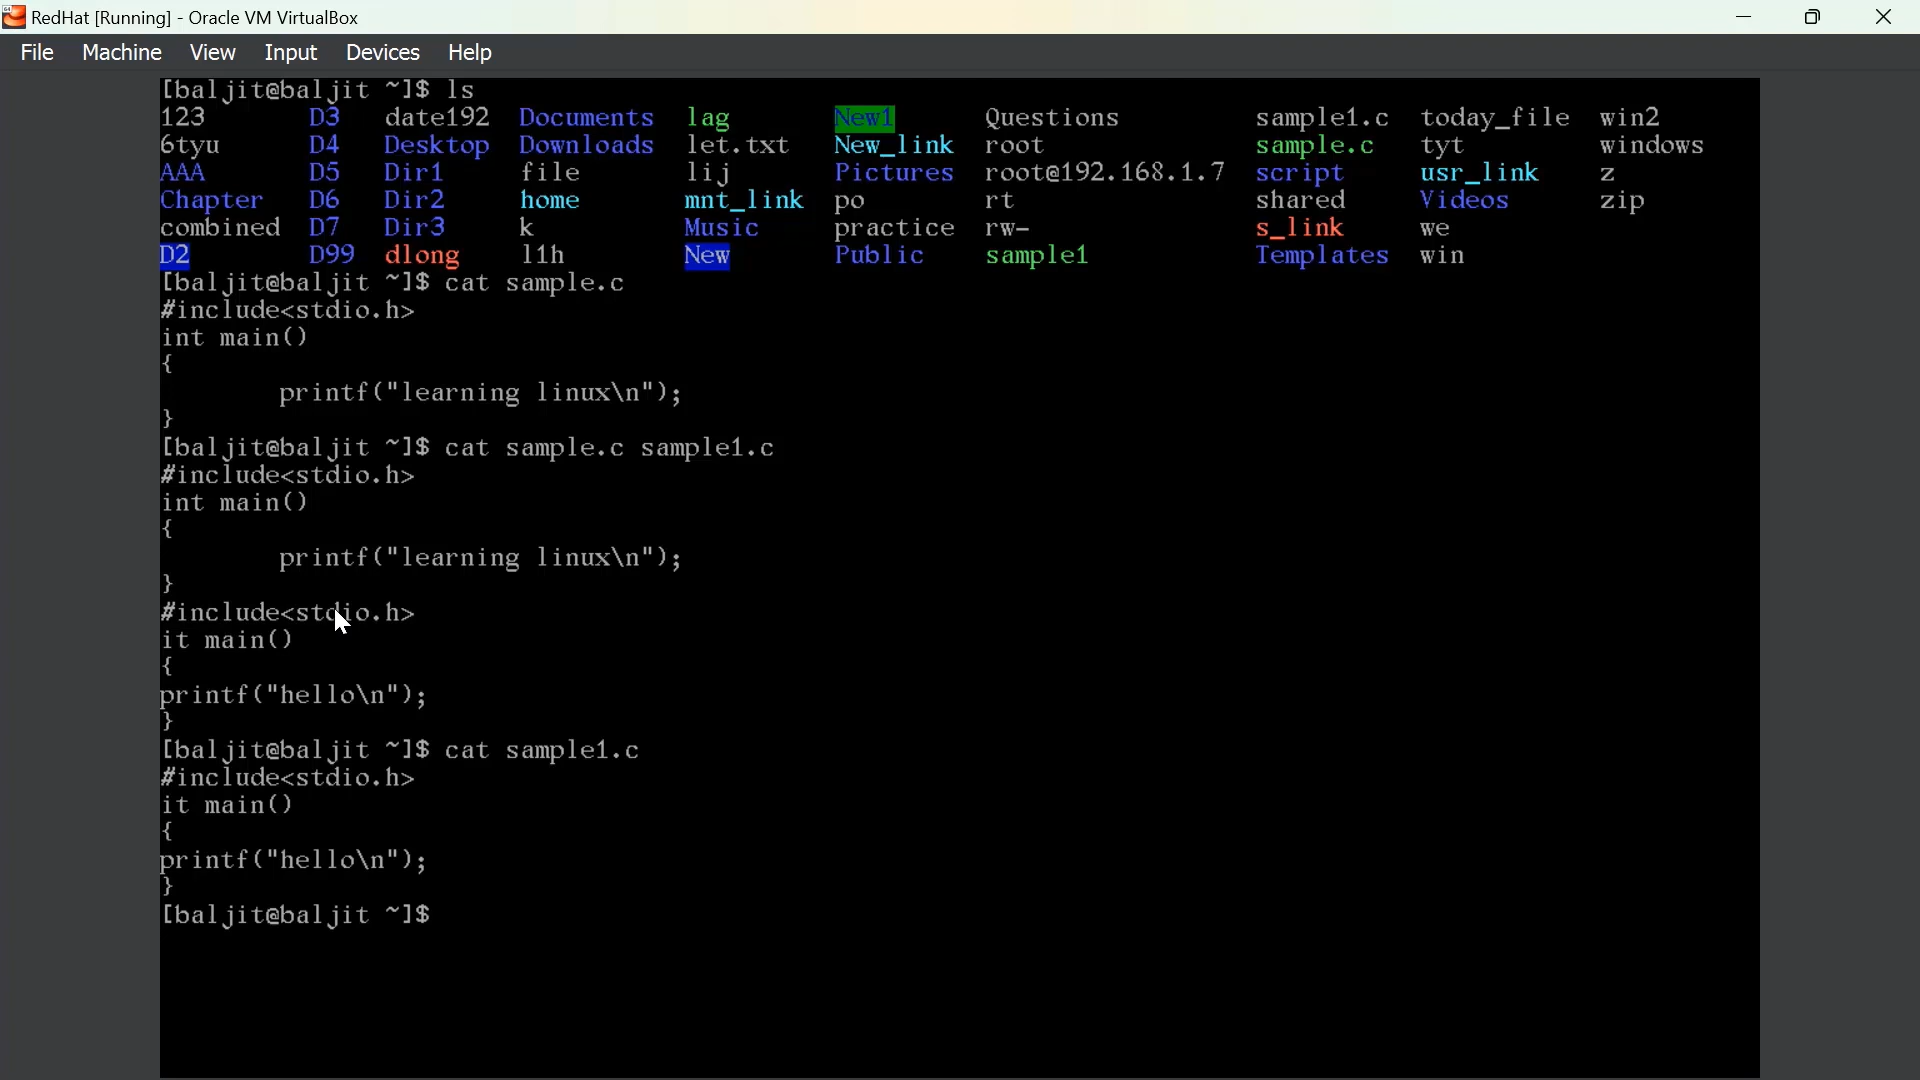 RedHat [Running] - Oracle VM VirtualBox
File Machine View Input Devices Help
[baljit@baljit ~]$ ls
123 D3 date192 Documents lag New1 Questions sample1.c today_file win2
6tyu D4 Desktop Downloads let.txt New_link root sample.c tyt windows
AAA D5 Dir1 file lij Pictures root@192.168.1.7 script usr_link z
Chapter D6 Dir2 home mnt_link po rt shared Videos zip
combined D7 Dir3 k Music practice rw- s_link we
D2 D99 dlong l1h New Public sample1 Templates win
[baljit@baljit ~]$ cat sample.c
#include<stdio.h>
int main()
{
printf("learning linux\n");
}
[baljit@baljit ~]$ cat sample.c sample1.c
#include<stdio.h>
int main()
{
printf("learning linux\n");
}
#include<stdio.h>
it main()
{
printf("hello\n");
}
[baljit@baljit ~]$ cat sample1.c
#include<stdio.h>
it main()
{
printf("hello\n");
}
[baljit@baljit ~]$